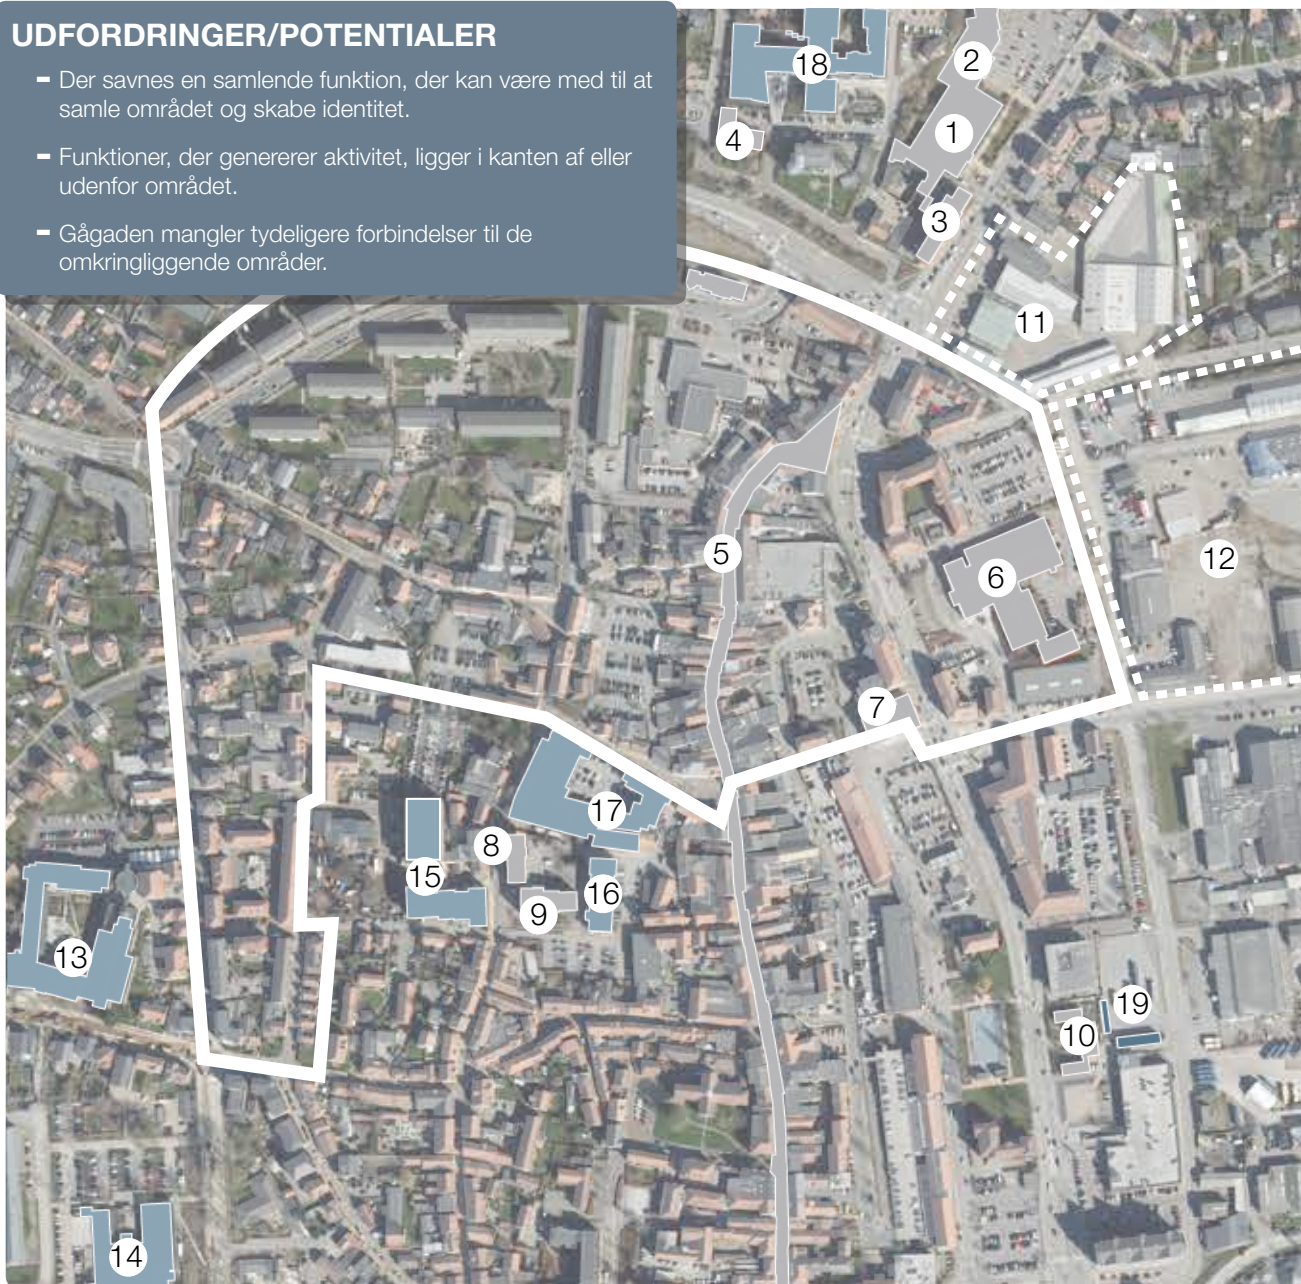 UDFORDRINGER/POTENTIALER
- Der savnes en samlende funktion, der kan være med til at
samle området og skabe identitet.
- Funktioner, der genererer aktivitet, ligger i kanten af eller
udenfor området.
- Gågaden mangler tydeligere forbindelser til de
omkringliggende områder.
18
2
1
4
3
11
5
12
6
7
17
8
15
16
9
13
19
10
14